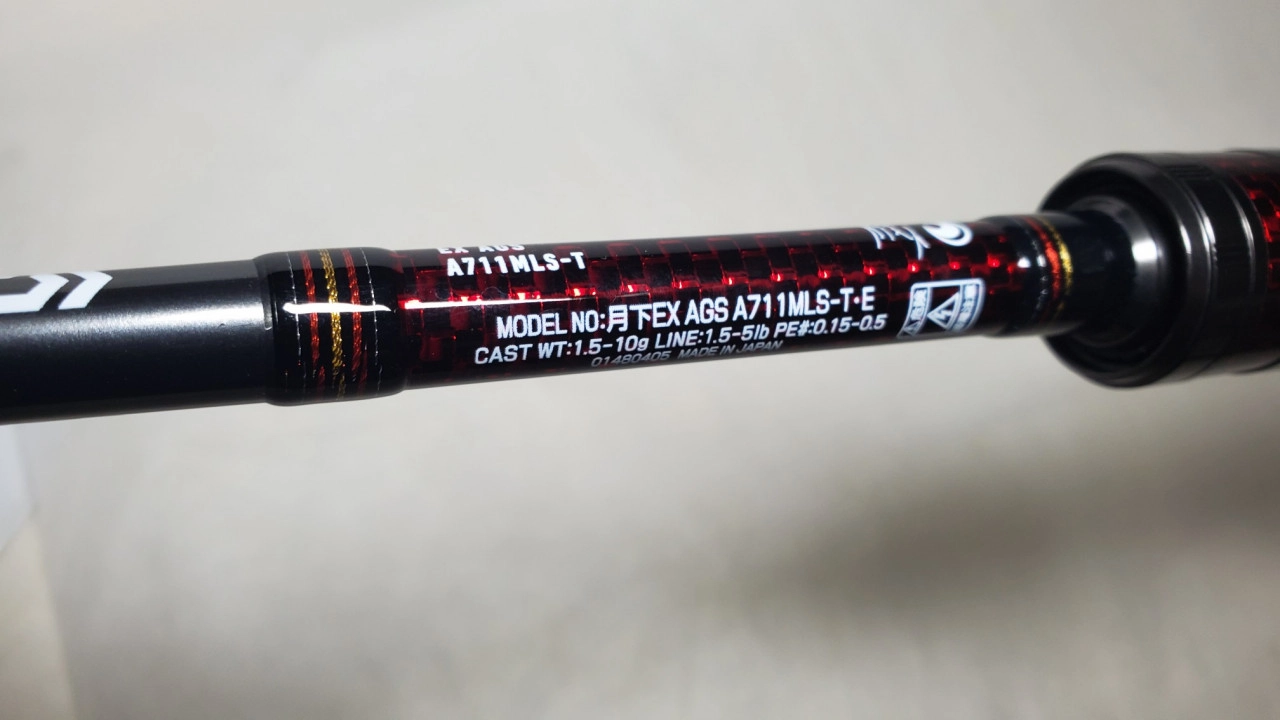 EX AGS
A711MLS-T
MODEL NO:月下EX AGS A711MLS-T·E
CAST WT:1.5-10g LINE:1.5-5lb PE#:0.15-0.5
01480405 MADE IN JAPAN